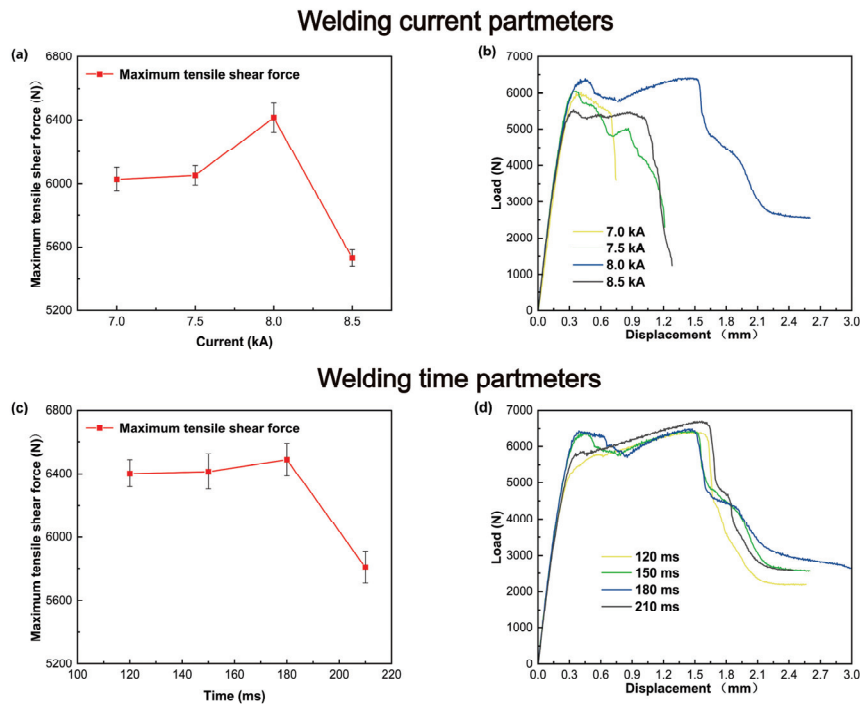 Welding current partmeters
(a)
6800
6400
6000
5600
5200
Maximum tensile shear force (N))
Maximum tensile shear force
7.0 7.5 8.0 8.5
Current (kA)
(b)
7000
6000
5000
4000
3000
2000
1000
0
Load (N)
7.0 kA
7.5 kA
8.0 kA
8.5 kA
0.0 0.3 0.6 0.9 1.2 1.5 1.8 2.1 2.4 2.7 3.0
Displacement （mm）
Welding time partmeters
(c)
6800
6400
6000
5600
5200
Maximum tensile shear force (N))
Maximum tensile shear force
100 120 140 160 180 200 220
Time (ms)
(d)
7000
6000
5000
4000
3000
2000
1000
0
Load (N)
120 ms
150 ms
180 ms
210 ms
0.0 0.3 0.6 0.9 1.2 1.5 1.8 2.1 2.4 2.7 3.0
Displacement （mm）